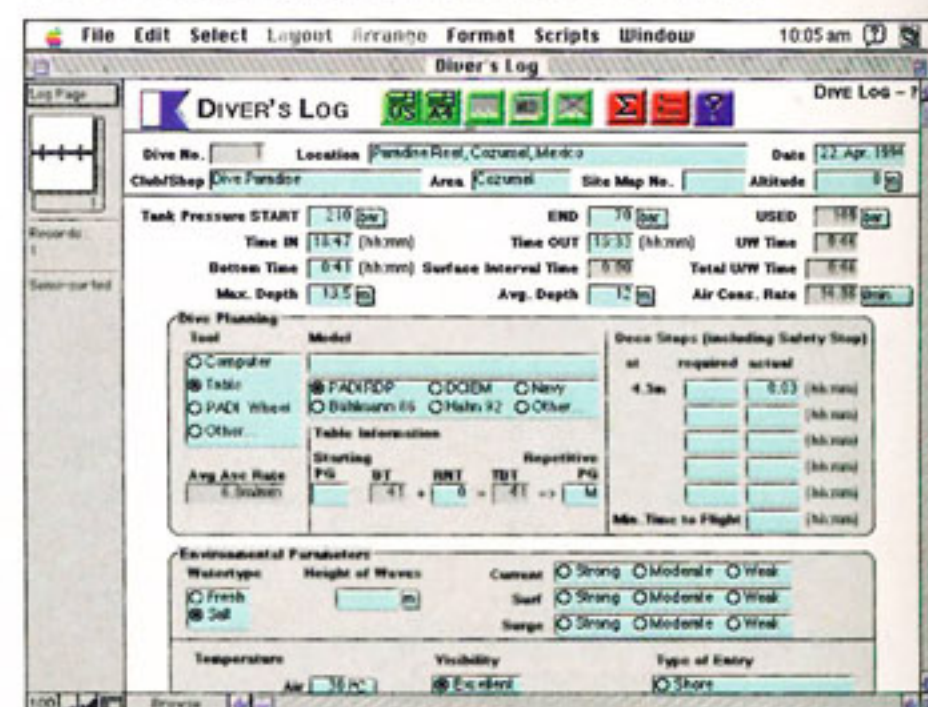 File Edit Select Layout Arrange Format Scripts Window 10:05 am
Diver's Log
Log Page
DIVER'S LOG US A4 Σ ? DIVE LOG – ?
Dive No. 1 Location Paradise Reef, Cozumel, Mexico Date 22. Apr. 1994
Club/Shop Dive Paradise Area Cozumel Site Map No. Altitude 0 m
1
Records:
1
Semi-sorted
Tank Pressure START 210 bar END 70 bar USED bar
Time IN (hh:mm) Time OUT (hh:mm) U/W Time
Bottom Time 0:41 (hh:mm) Surface Interval Time 0:00 Total U/W Time
Max. Depth 13.5 m Avg. Depth 12 m Air Cons. Rate
Dive Planning
Tool Model Deco Stops (including Safety Stop)
at required actual
Computer
Table PADI RDP DCIEM Navy 4.5m 0:03 (hh:mm)
PADI Wheel Bühlmann 86 Hahn 92 Other... (hh:mm)
Other... Table Information (hh:mm)
Starting Repetitive (hh:mm)
Avg Asc Rate PG BT RNT TBT PG
41 + 0 = 41 => M (hh:mm)
Min. Time to Flight (hh:mm)
Environmental Parameters
Watertype Height of Waves Current Strong Moderate Weak
Fresh m Surf Strong Moderate Weak
Salt Surge Strong Moderate Weak
Temperature Visibility Type of Entry
Air 30 °C Excellent Shore
100 Browse